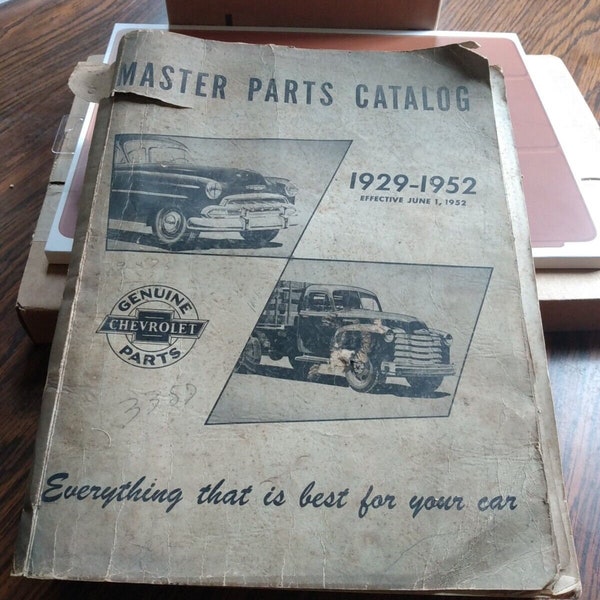 MASTER PARTS CATALOG
1929-1952
EFFECTIVE JUNE 1, 1952
GENUINE
CHEVROLET
PARTS
Everything that is best for your car